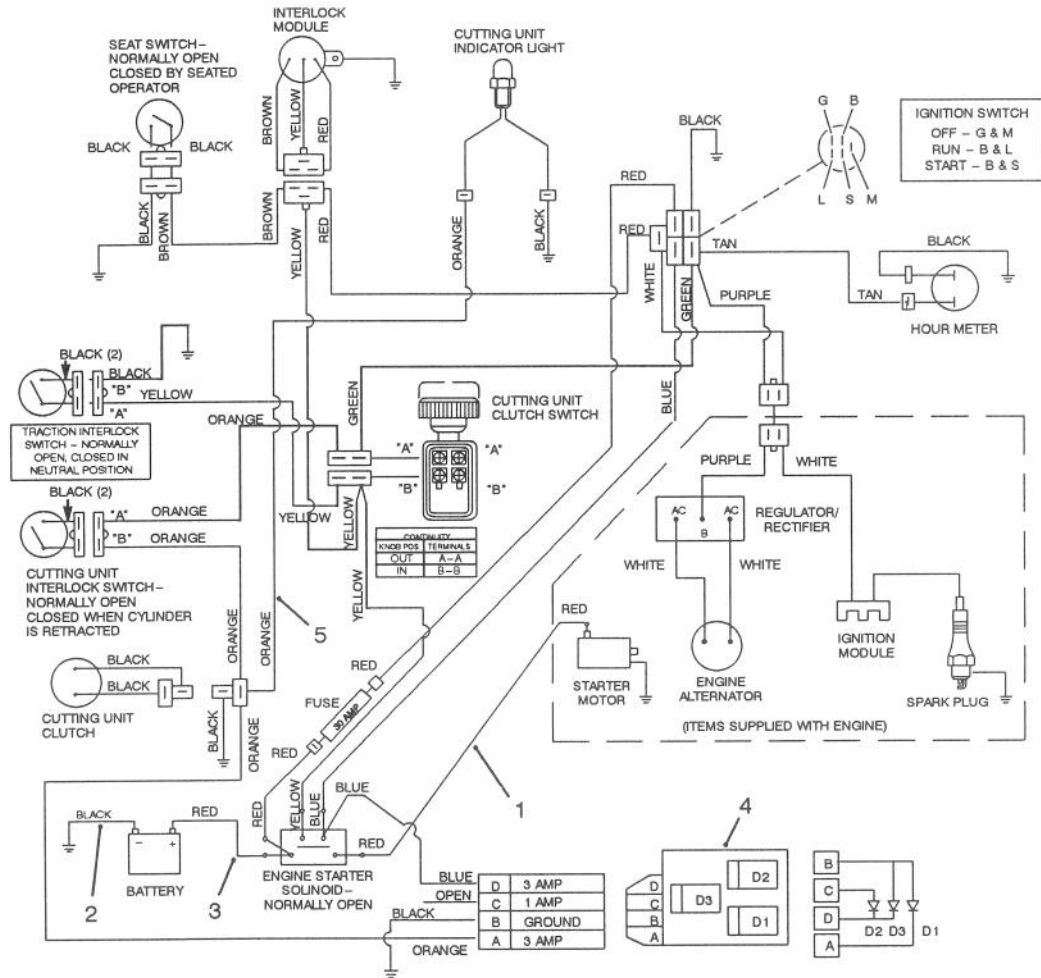 INTERLOCK
MODULE
SEAT SWITCH–
NORMALLY OPEN
CLOSED BY SEATED
OPERATOR
CUTTING UNIT
INDICATOR LIGHT
G
B
L
S
M
IGNITION SWITCH
OFF – G & M
RUN – B & L
START – B & S
BLACK
BLACK
BROWN
YELLOW
RED
BLACK
RED
BLACK
BROWN
BROWN
YELLOW
RED
ORANGE
BLACK
RED
WHITE
GREEN
TAN
PURPLE
BLACK
TAN
HOUR METER
BLACK (2)
BLACK
"B"
YELLOW
"A"
TRACTION INTERLOCK
SWITCH – NORMALLY
OPEN, CLOSED IN
NEUTRAL POSITION
ORANGE
GREEN
CUTTING UNIT
CLUTCH SWITCH
BLUE
"A"
"A"
"B"
"B"
BLACK (2)
"A"
ORANGE
"B"
ORANGE
YELLOW
YELLOW
CONTINUITY
KNOB POS TERMINALS
OUT A–A
IN B–B
YELLOW
CUTTING UNIT
INTERLOCK SWITCH–
NORMALLY OPEN
CLOSED WHEN CYLINDER
IS RETRACTED
5
ORANGE
ORANGE
PURPLE
WHITE
AC
AC
B
REGULATOR/
RECTIFIER
WHITE
WHITE
RED
STARTER
MOTOR
ENGINE
ALTERNATOR
IGNITION
MODULE
SPARK PLUG
(ITEMS SUPPLIED WITH ENGINE)
BLACK
BLACK
CUTTING UNIT
CLUTCH
BLACK
ORANGE
RED
FUSE
30 AMP
RED
1
BLACK
RED
–
+
BATTERY
2
3
RED
YELLOW
BLUE
BLUE
RED
ENGINE STARTER
SOLINOID–
NORMALLY OPEN
BLUE
OPEN
BLACK
ORANGE
D 3 AMP
C 1 AMP
B GROUND
A 3 AMP
4
D
C
B
A
D3
D2
D1
B
C
D
A
D2 D3 D1